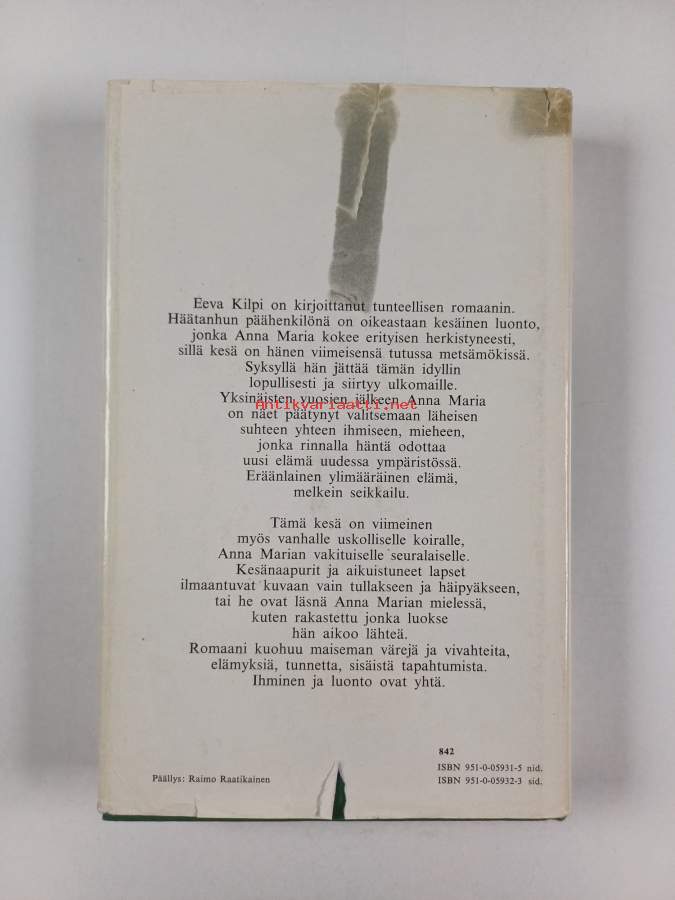 Eeva Kilpi on kirjoittanut tunteellisen romaanin.
Häätanhun päähenkilönä on oikeastaan kesäinen luonto,
jonka Anna Maria kokee erityisen herkistyneesti,
sillä kesä on hänen viimeisensä tutussa metsämökissä.
Syksyllä hän jättää tämän idyllin
lopullisesti ja siirtyy ulkomaille.
Yksinäisten vuosien jälkeen Anna Maria
Antikvariaatti.net
on näet päätynyt valitsemaan läheisen
suhteen yhteen ihmiseen, mieheen,
jonka rinnalla häntä odottaa
uusi elämä uudessa ympäristössä.
Eräänlainen ylimääräinen elämä,
melkein seikkailu.
Tämä kesä on viimeinen
myös vanhalle uskolliselle koiralle,
Anna Marian vakituiselle seuralaiselle.
Kesänaapurit ja aikuistuneet lapset
ilmaantuvat kuvaan vain tullakseen ja häipyäkseen,
tai he ovat läsnä Anna Marian mielessä,
kuten rakastettu jonka luokse
hän aikoo lähteä.
Romaani kuohuu maiseman värejä ja vivahteita,
elämyksiä, tunnetta, sisäistä tapahtumista.
Ihminen ja luonto ovat yhtä.
842
ISBN 951-0-05931-5 nid.
Päällys: Raimo Raatikainen
ISBN 951-0-05932-3 sid.